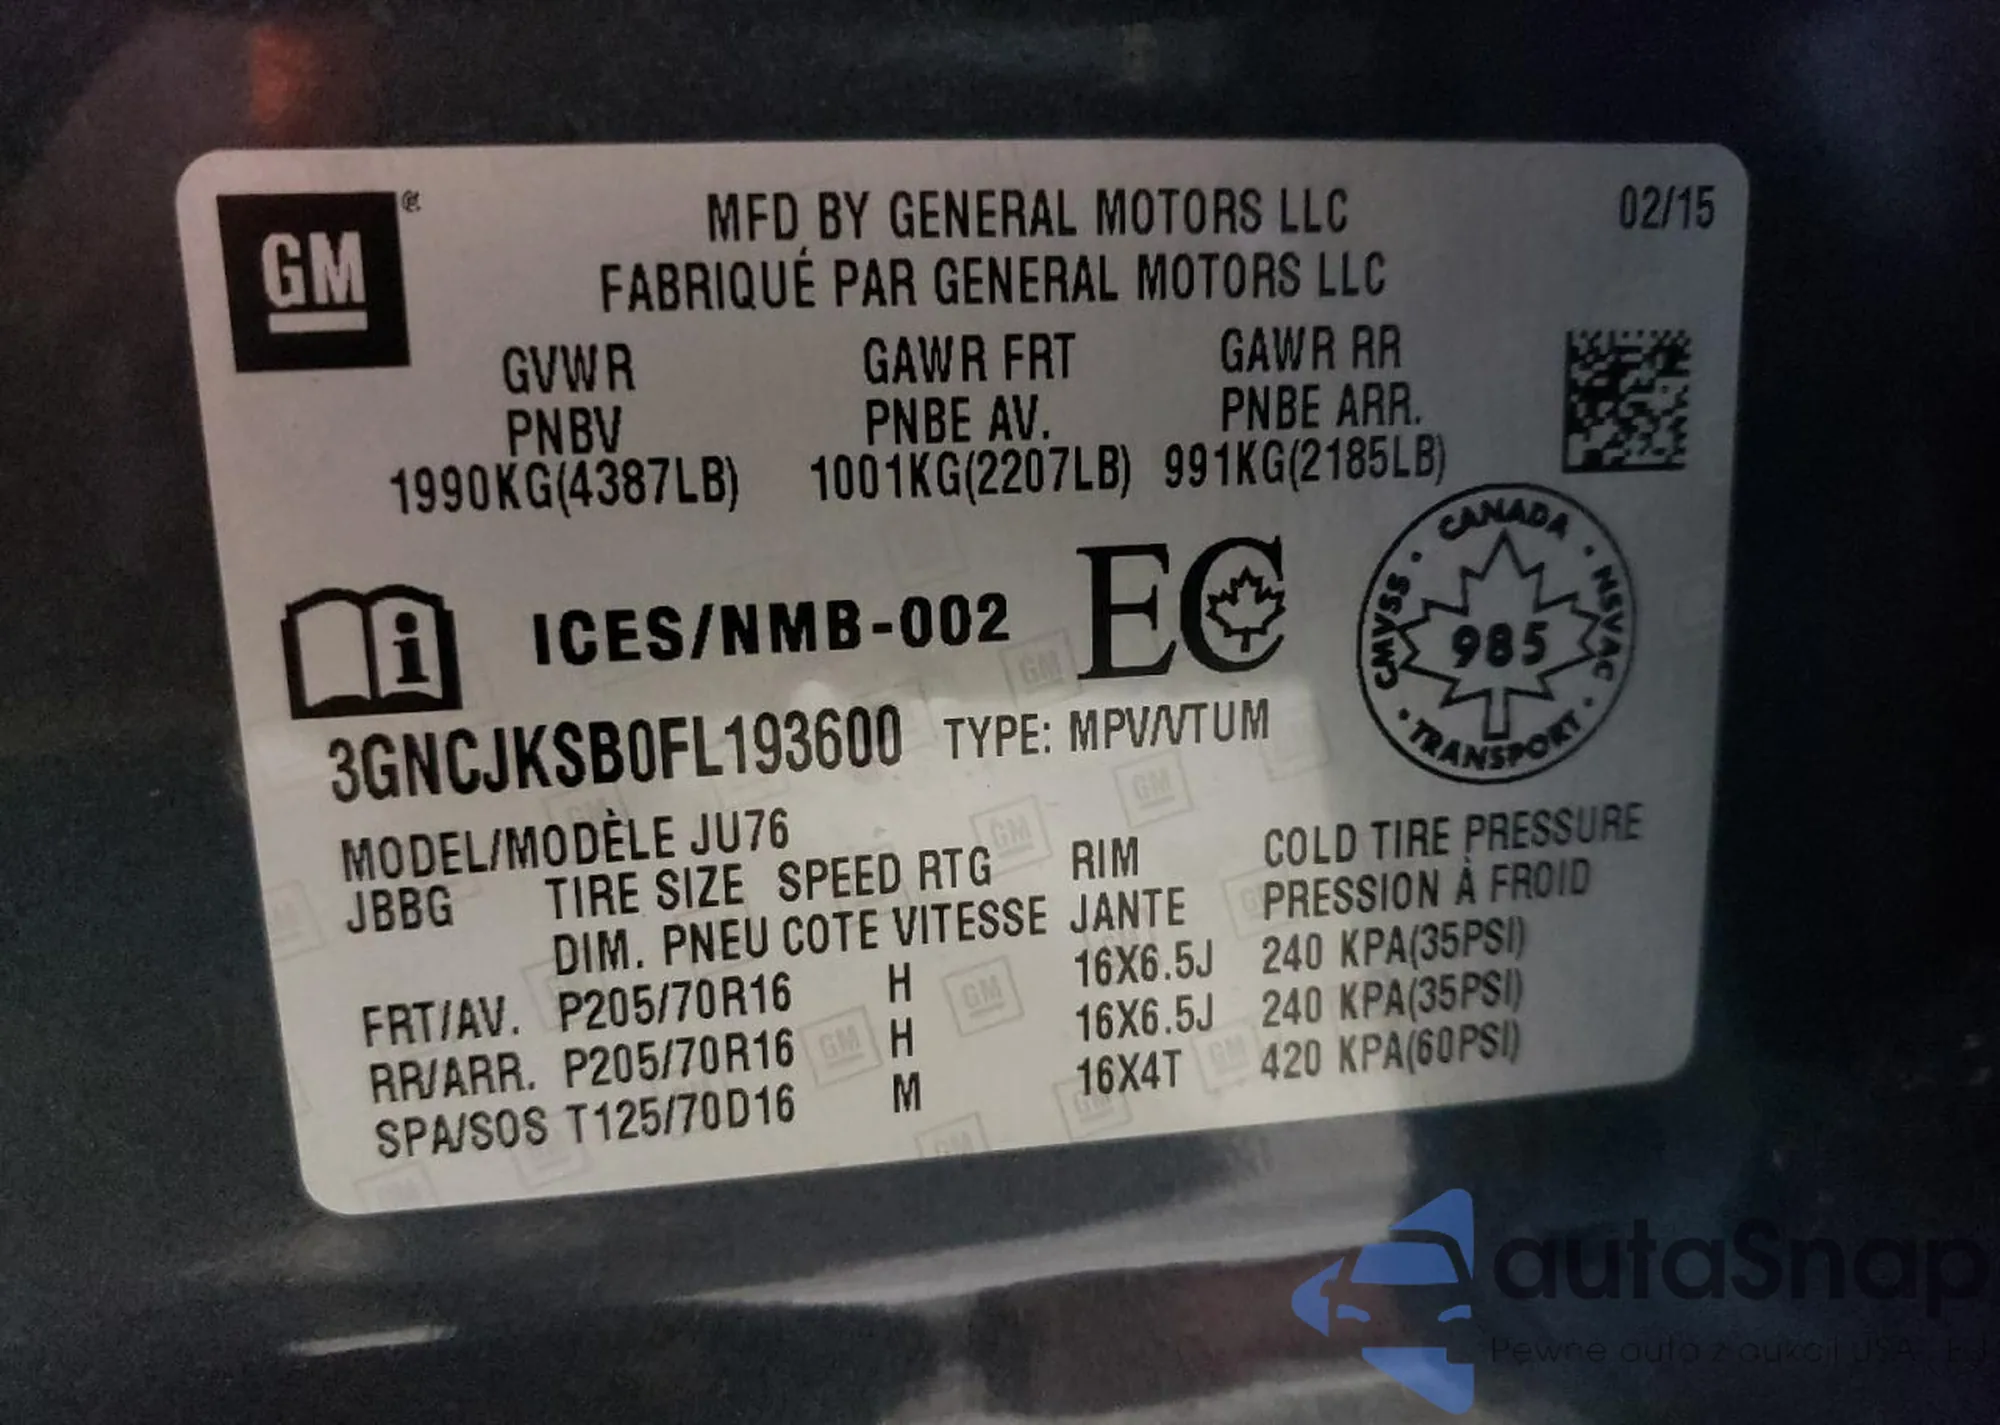 GM®
MFD BY GENERAL MOTORS LLC 02/15
FABRIQUÉ PAR GENERAL MOTORS LLC
GVWR GAWR FRT GAWR RR
PNBV PNBE AV. PNBE ARR.
1990KG(4387LB) 1001KG(2207LB) 991KG(2185LB)
i ICES/NMB-002 EC
CANADA · NSVAC · TRANSPORT · CMVSS ·
985
3GNCJKSB0FL193600 TYPE: MPV/VTUM
MODEL/MODÈLE JU76
JBBG TIRE SIZE SPEED RTG RIM COLD TIRE PRESSURE
DIM. PNEU COTE VITESSE JANTE PRESSION À FROID
FRT/AV. P205/70R16 H 16X6.5J 240 KPA(35PSI)
RR/ARR. P205/70R16 H 16X6.5J 240 KPA(35PSI)
SPA/SOS T125/70D16 M 16X4T 420 KPA(60PSI)
autaSnap
Pewne auta z aukcji USA